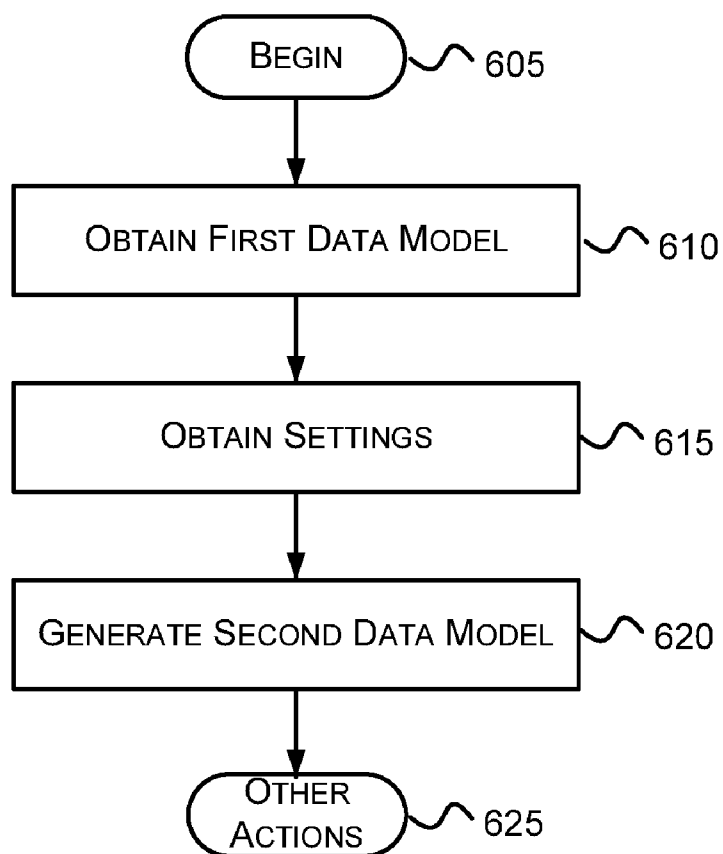 BEGIN
605
OBTAIN FIRST DATA MODEL
610
OBTAIN SETTINGS
615
GENERATE SECOND DATA MODEL
620
OTHER
ACTIONS
625